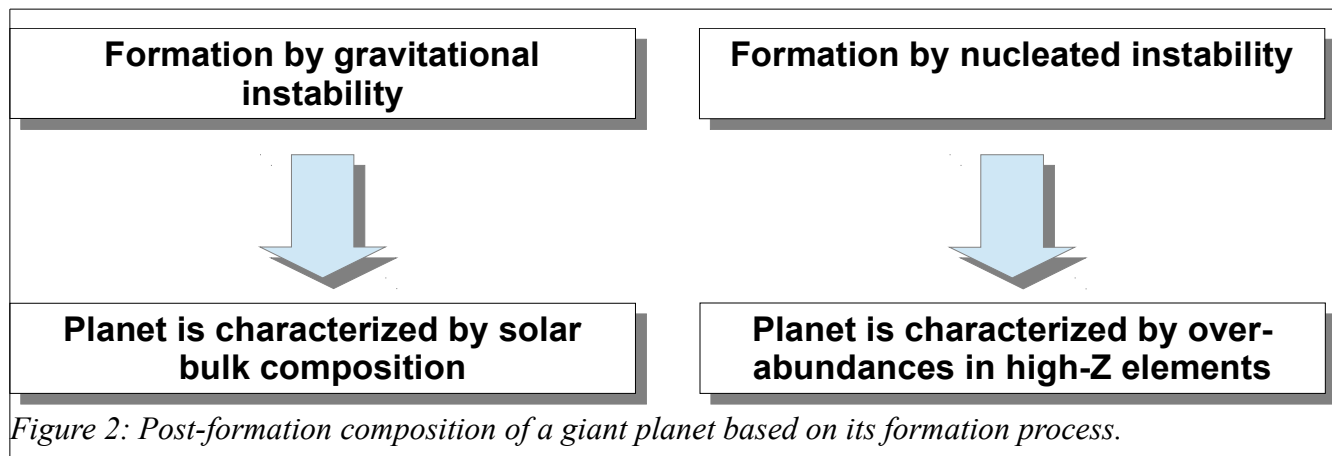 Formation by gravitational
instability
Formation by nucleated instability
Planet is characterized by solar
bulk composition
Planet is characterized by over-
abundances in high-Z elements
Figure 2: Post-formation composition of a giant planet based on its formation process.